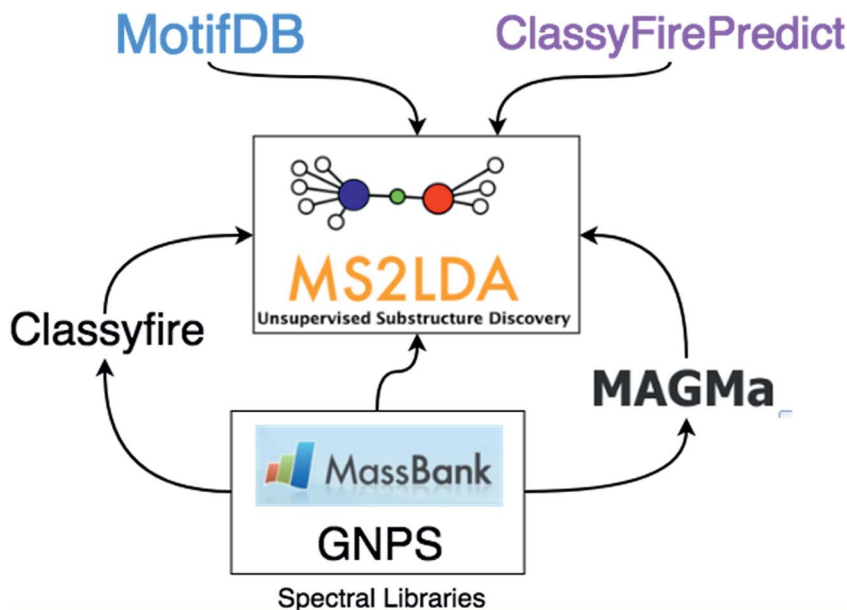 MotifDB
ClassyFirePredict
MS2LDA
Unsupervised Substructure Discovery
Classyfire
MAGMa
MassBank
GNPS
Spectral Libraries